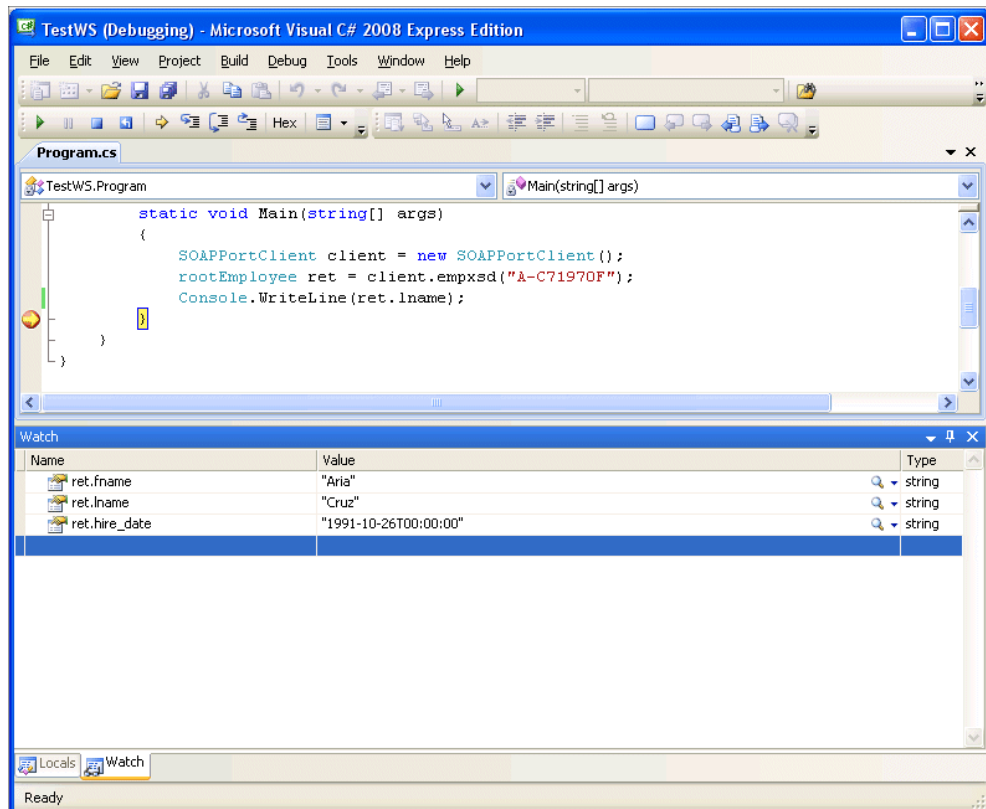 TestWS (Debugging) - Microsoft Visual C# 2008 Express Edition
File Edit View Project Build Debug Tools Window Help
Hex
Program.cs
TestWS.Program
Main(string[] args)
static void Main(string[] args)
{
SOAPPortClient client = new SOAPPortClient();
rootEmployee ret = client.empxsd("A-C71970F");
Console.WriteLine(ret.lname);
}
}
}
Watch
Name Value Type
ret.fname "Aria" string
ret.lname "Cruz" string
ret.hire_date "1991-10-26T00:00:00" string
Locals Watch
Ready